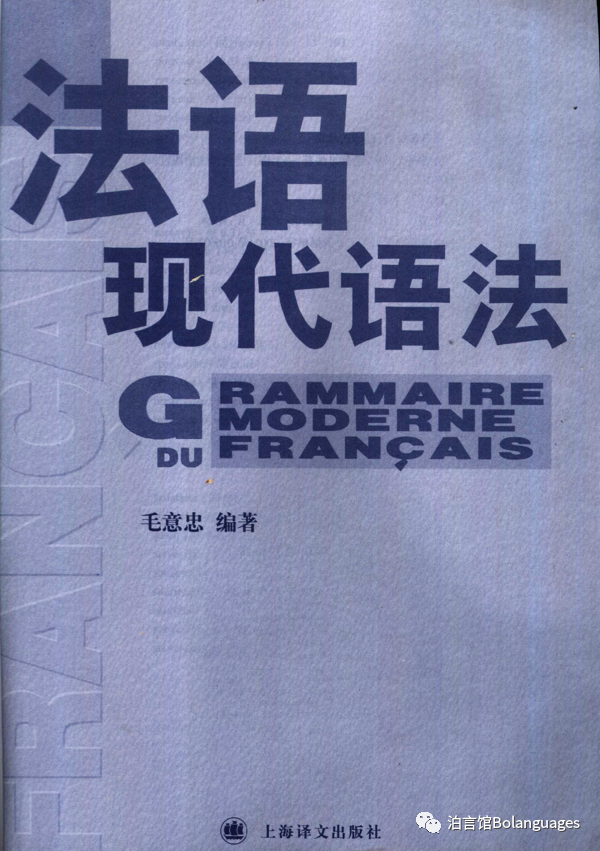 法语
现代语法
GRAMMAIRE
MODERNE
DU FRANÇAIS
毛意忠 编著
FRANCAIS
上海译文出版社
泊言馆Bolanguages